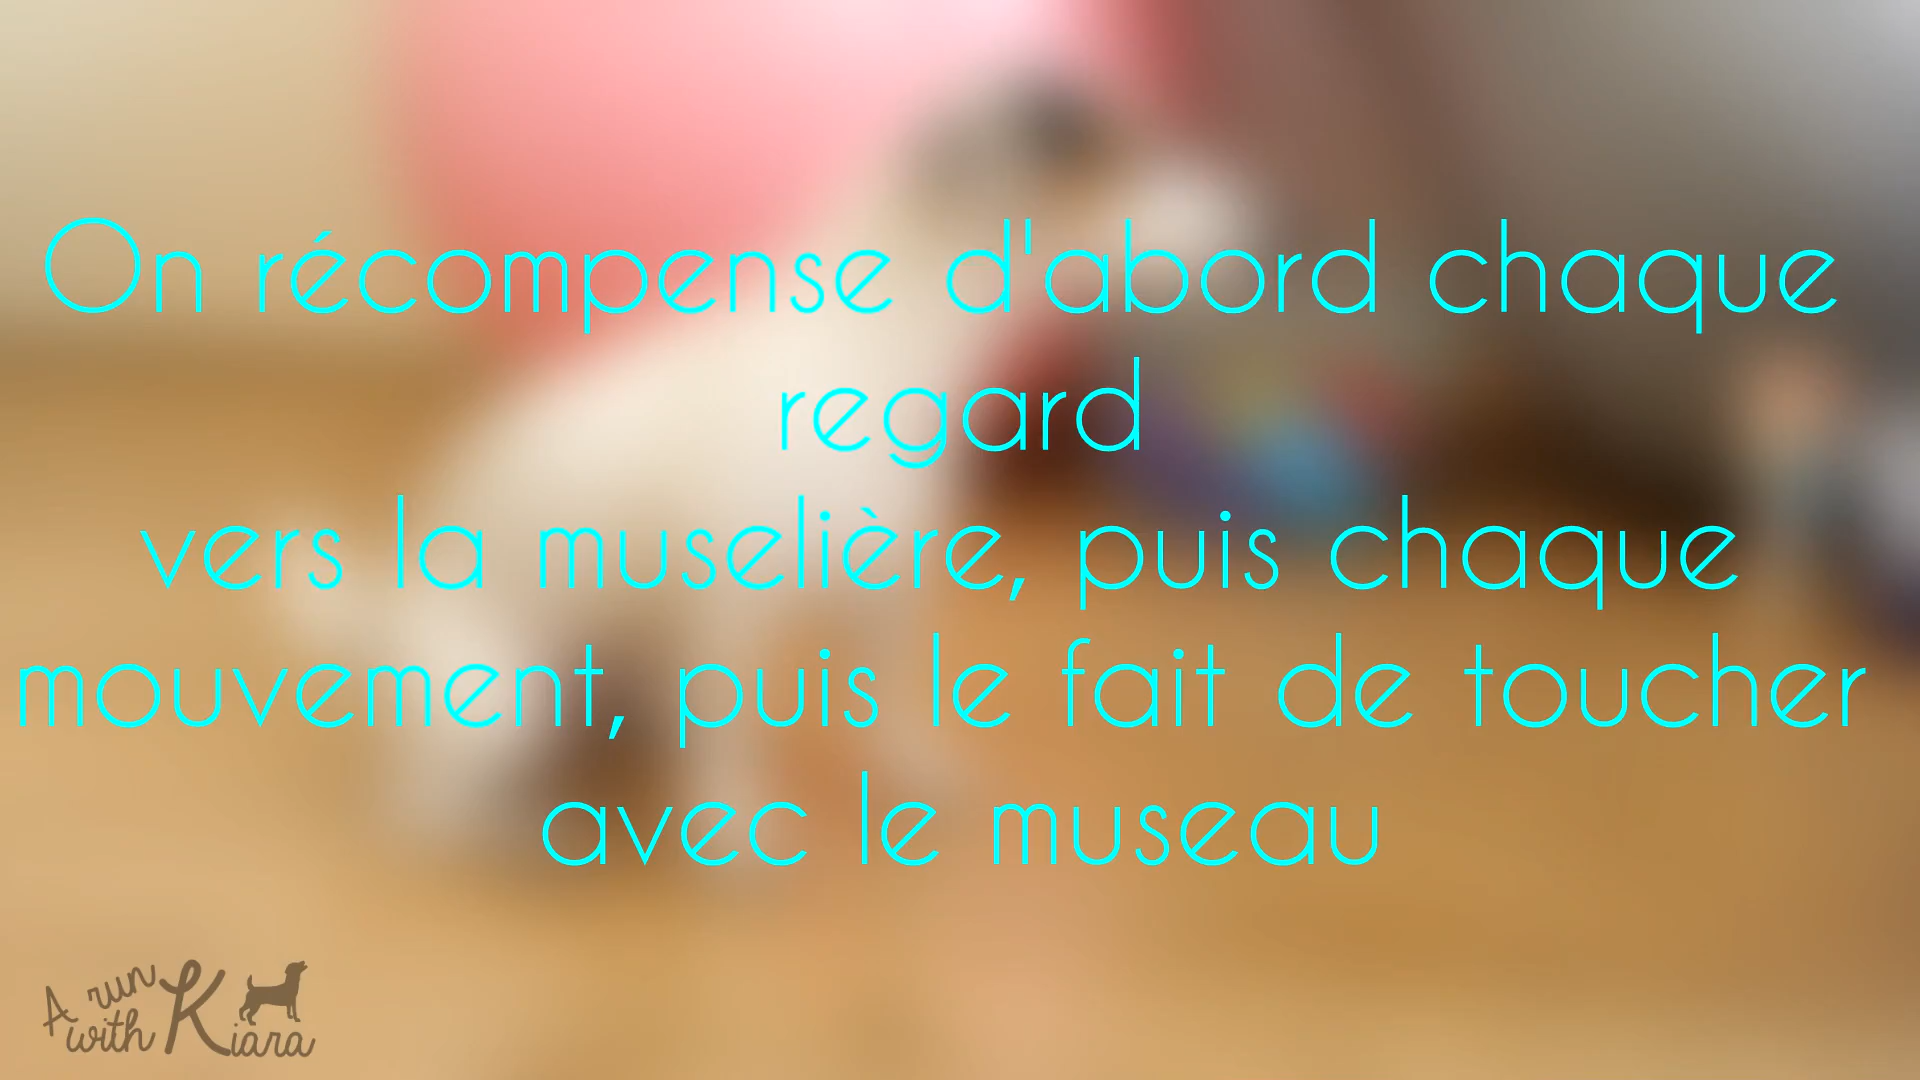 On récompense d'abord chaque
regard
vers la muselière, puis chaque
mouvement, puis le fait de toucher
avec le museau
A run
with Kiara